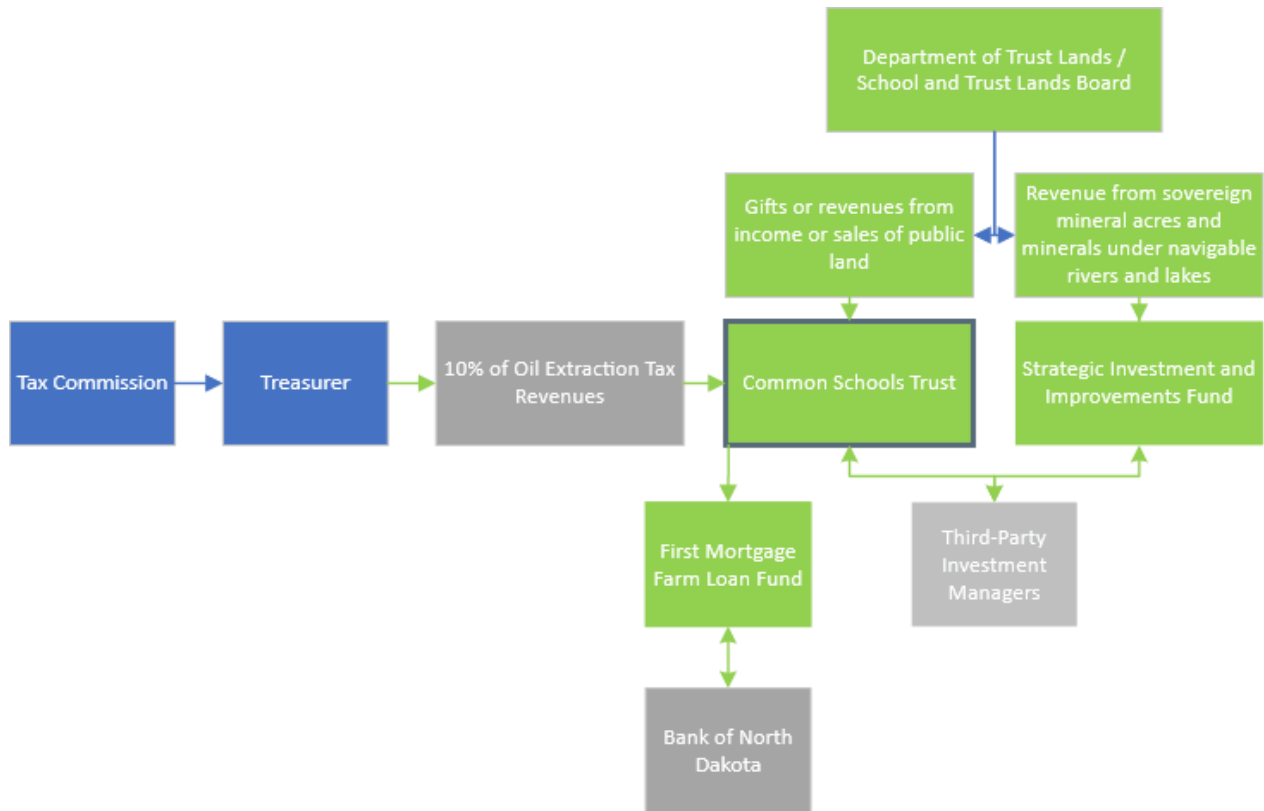 Department of Trust Lands /
School and Trust Lands Board
Gifts or revenues from
income or sales of public
land
Revenue from sovereign
mineral acres and
minerals under navigable
rivers and lakes
Tax Commission
Treasurer
10% of Oil Extraction Tax
Revenues
Common Schools Trust
Strategic Investment and
Improvements Fund
First Mortgage
Farm Loan Fund
Third-Party
Investment
Managers
Bank of North
Dakota